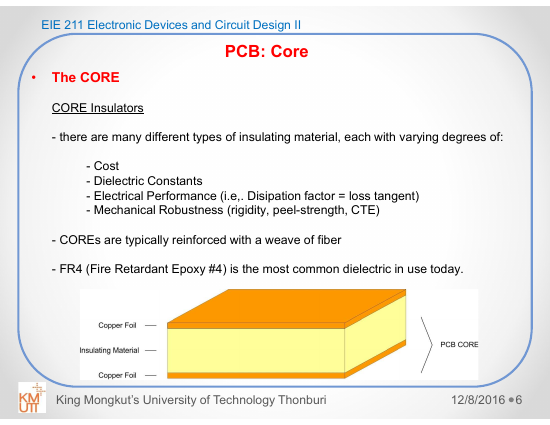 EIE 211 Electronic Devices and Circuit Design II
PCB: Core
• The CORE
CORE Insulators
- there are many different types of insulating material, each with varying degrees of:
- Cost
- Dielectric Constants
- Electrical Performance (i.e,. Disipation factor = loss tangent)
- Mechanical Robustness (rigidity, peel-strength, CTE)
- COREs are typically reinforced with a weave of fiber
- FR4 (Fire Retardant Epoxy #4) is the most common dielectric in use today.
Copper Foil
Insulating Material
PCB CORE
Copper Foil
KM
UTT
King Mongkut's University of Technology Thonburi
12/8/2016 •6